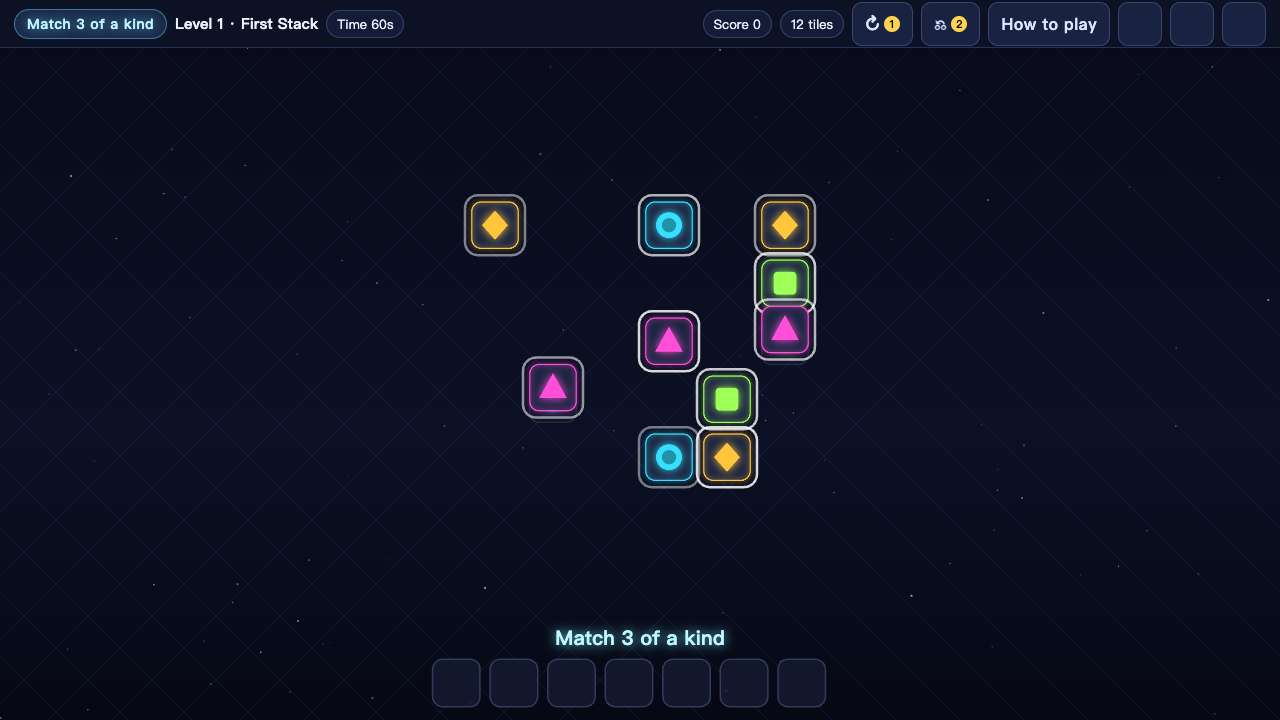 Match 3 of a kind
Level 1 · First Stack
Time 60s
Score 0
12 tiles
1
2
How to play
Match 3 of a kind